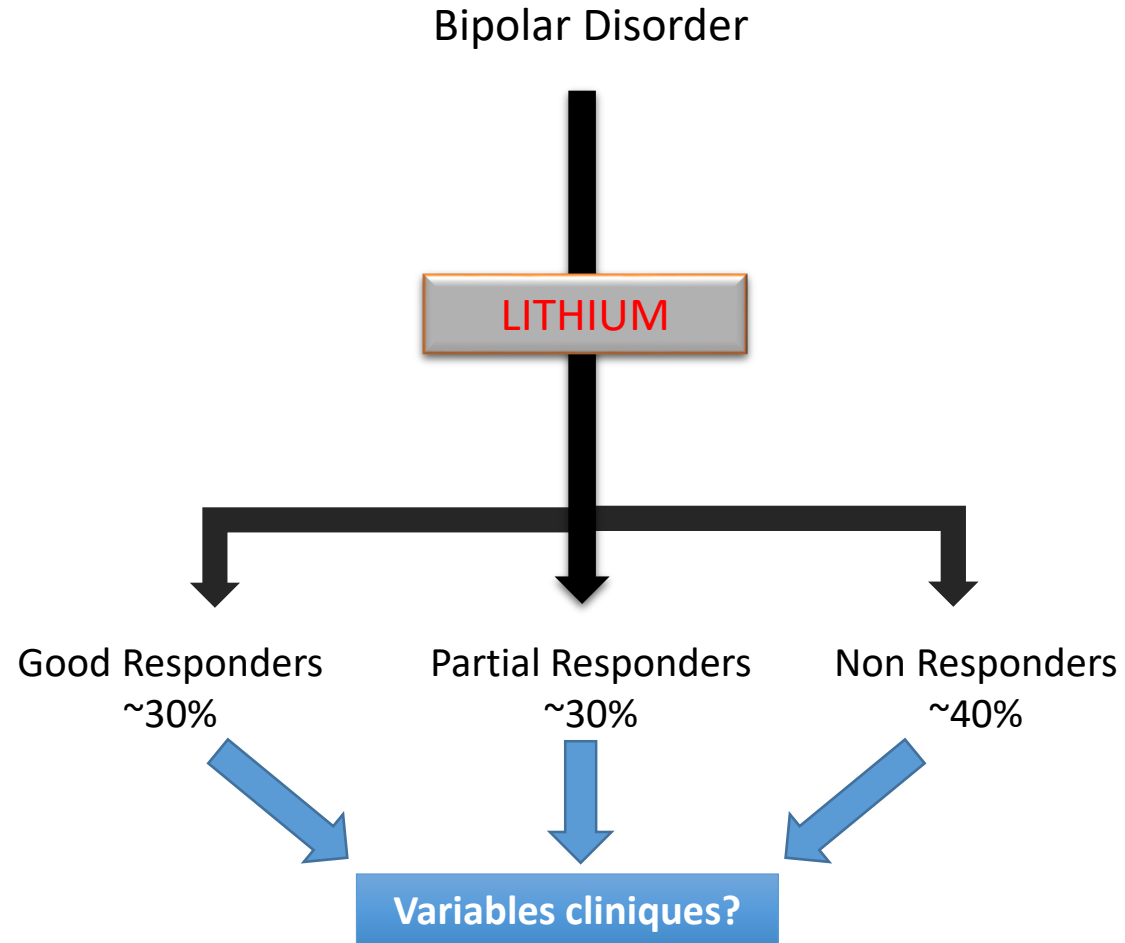 Bipolar Disorder
LITHIUM
Good Responders
~30%
Partial Responders
~30%
Non Responders
~40%
Variables cliniques?